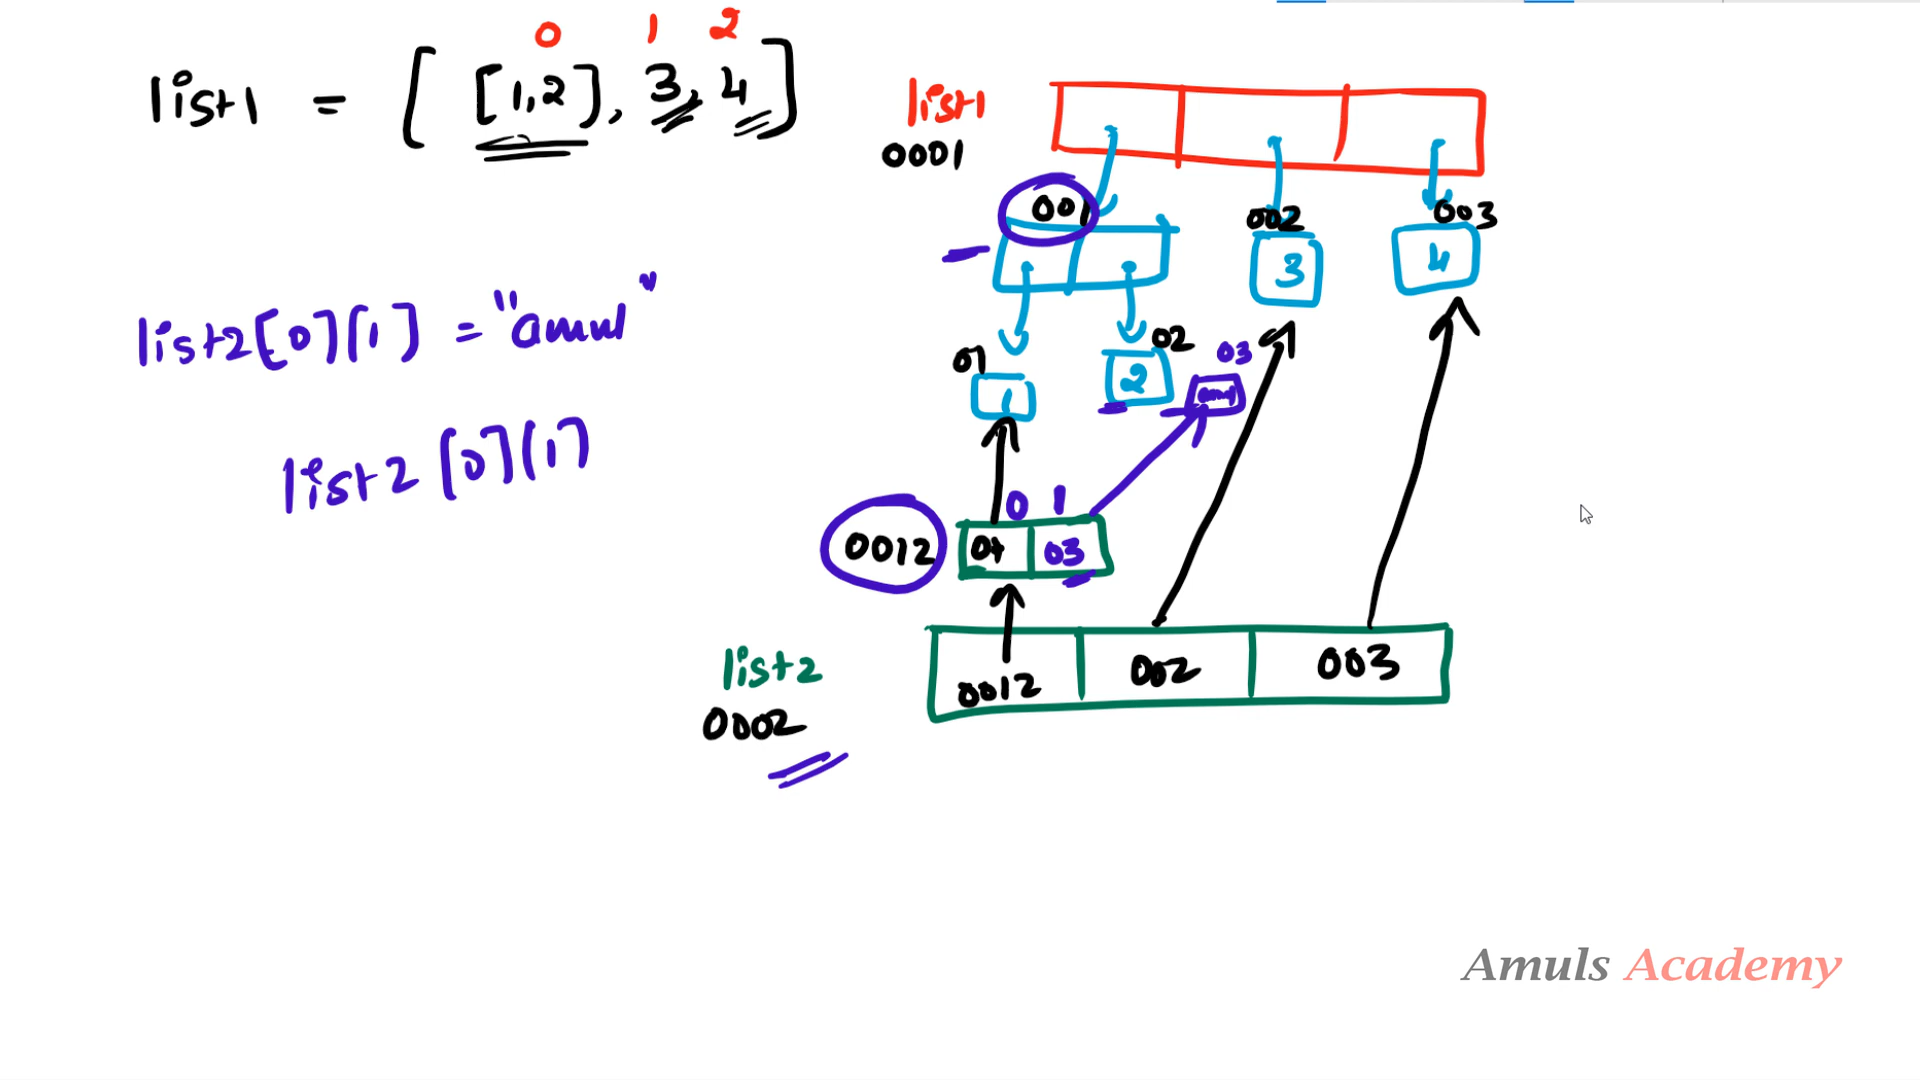 0 1 2
list1 = [ [1,2], 3, 4 ]
list1
0001
001 002 003
3 4
list2[0][1] = "amul"
01 02 03
1 2 amul
list2[0][1]
0 1
0012 01 03
list2
0002
0012 002 003
Amuls Academy